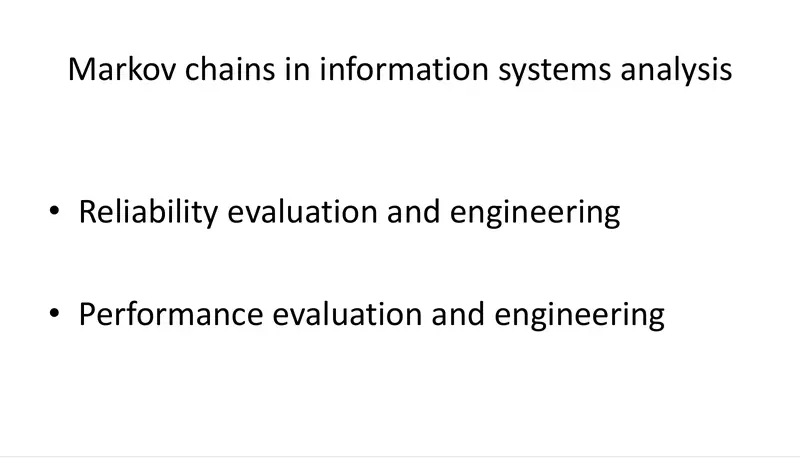 Markov chains in information systems analysis
• Reliability evaluation and engineering
• Performance evaluation and engineering